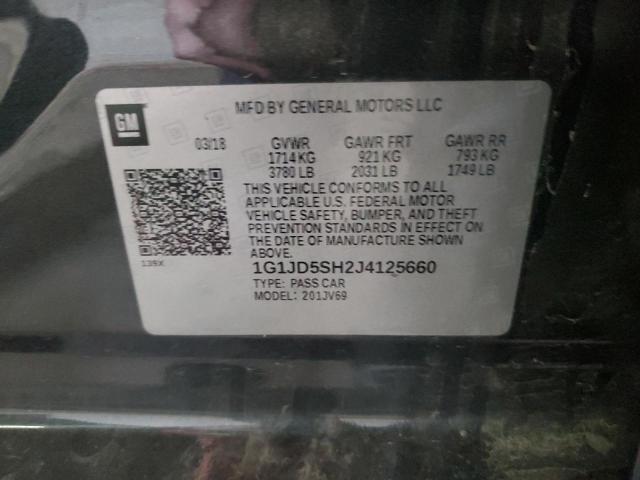 GM
MFD BY GENERAL MOTORS LLC
03/18 GVWR GAWR FRT GAWR RR
1714 KG 921 KG 793 KG
3780 LB 2031 LB 1749 LB
THIS VEHICLE CONFORMS TO ALL
APPLICABLE U.S. FEDERAL MOTOR
VEHICLE SAFETY, BUMPER, AND THEFT
PREVENTION STANDARDS IN EFFECT ON
THE DATE OF MANUFACTURE SHOWN
ABOVE.
139X
1G1JD5SH2J4125660
TYPE: PASS CAR
MODEL: 201JV69